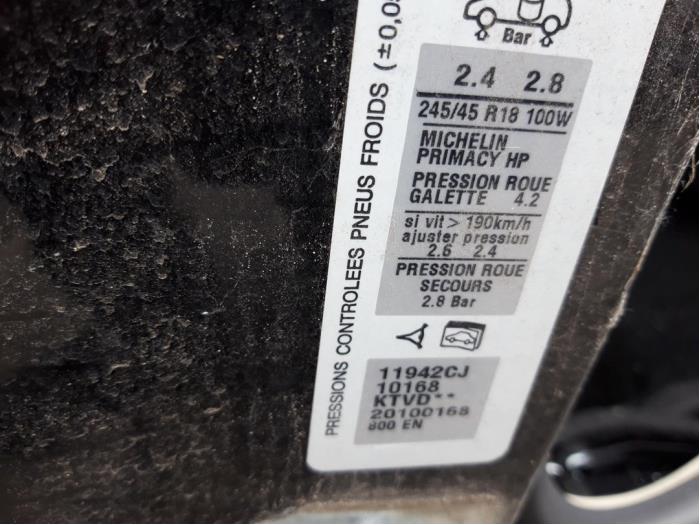 Bar
2.4 2.8
245/45 R18 100W
MICHELIN
PRIMACY HP
PRESSION ROUE
GALETTE 4.2
si vit > 190km/h
ajuster pression
2.6 2.4
PRESSION ROUE
SECOURS
2.8 Bar
PRESSIONS CONTROLEES PNEUS FROIDS (±0,0
11942CJ
10168
KTVD**
20100168
800 EN